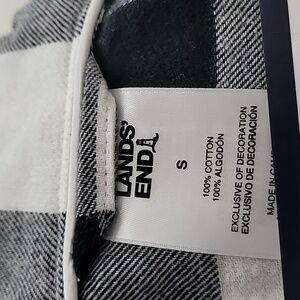 LANDS'
END
S
100% COTTON
100% ALGODÓN
EXCLUSIVE OF DECORATION
EXCLUSIVO DE DECORACIÓN
MADE IN